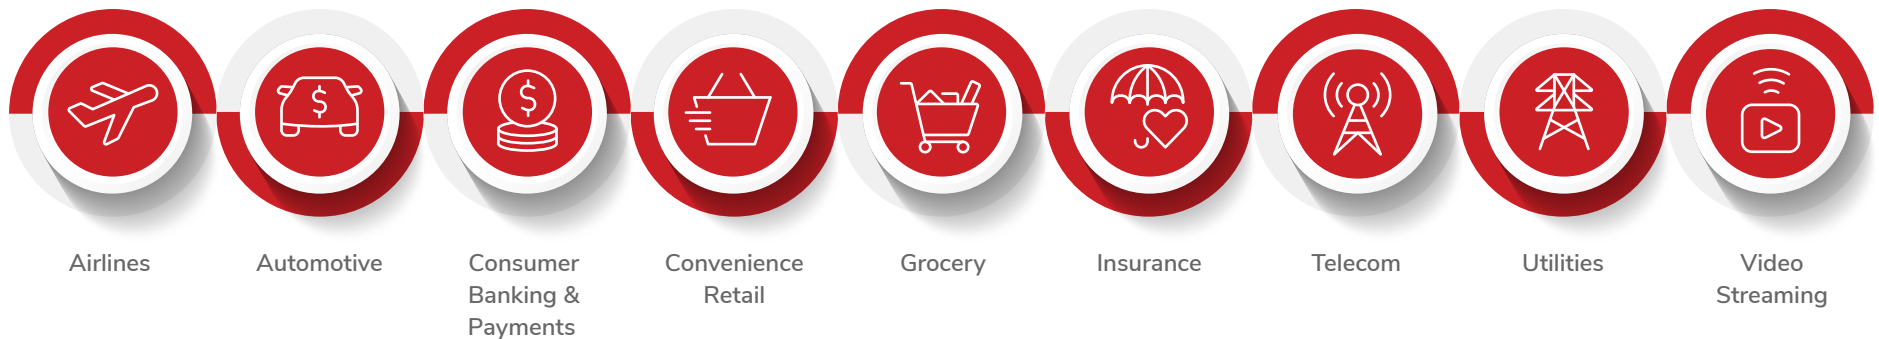 Airlines
Automotive
Consumer
Banking &
Payments
Convenience
Retail
Grocery
Insurance
Telecom
Utilities
Video
Streaming
$
$